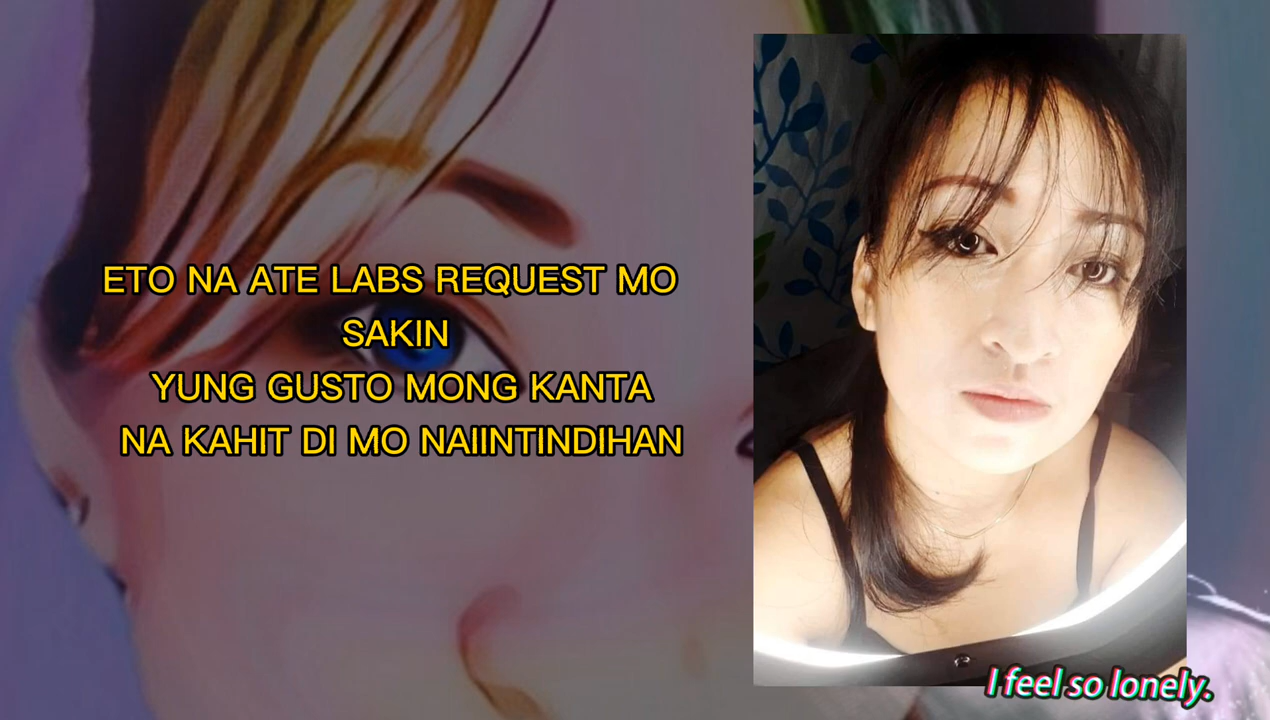 ETO NA ATE LABS REQUEST MO
SAKIN
YUNG GUSTO MONG KANTA
NA KAHIT DI MO NAIINTINDIHAN
I feel so lonely.